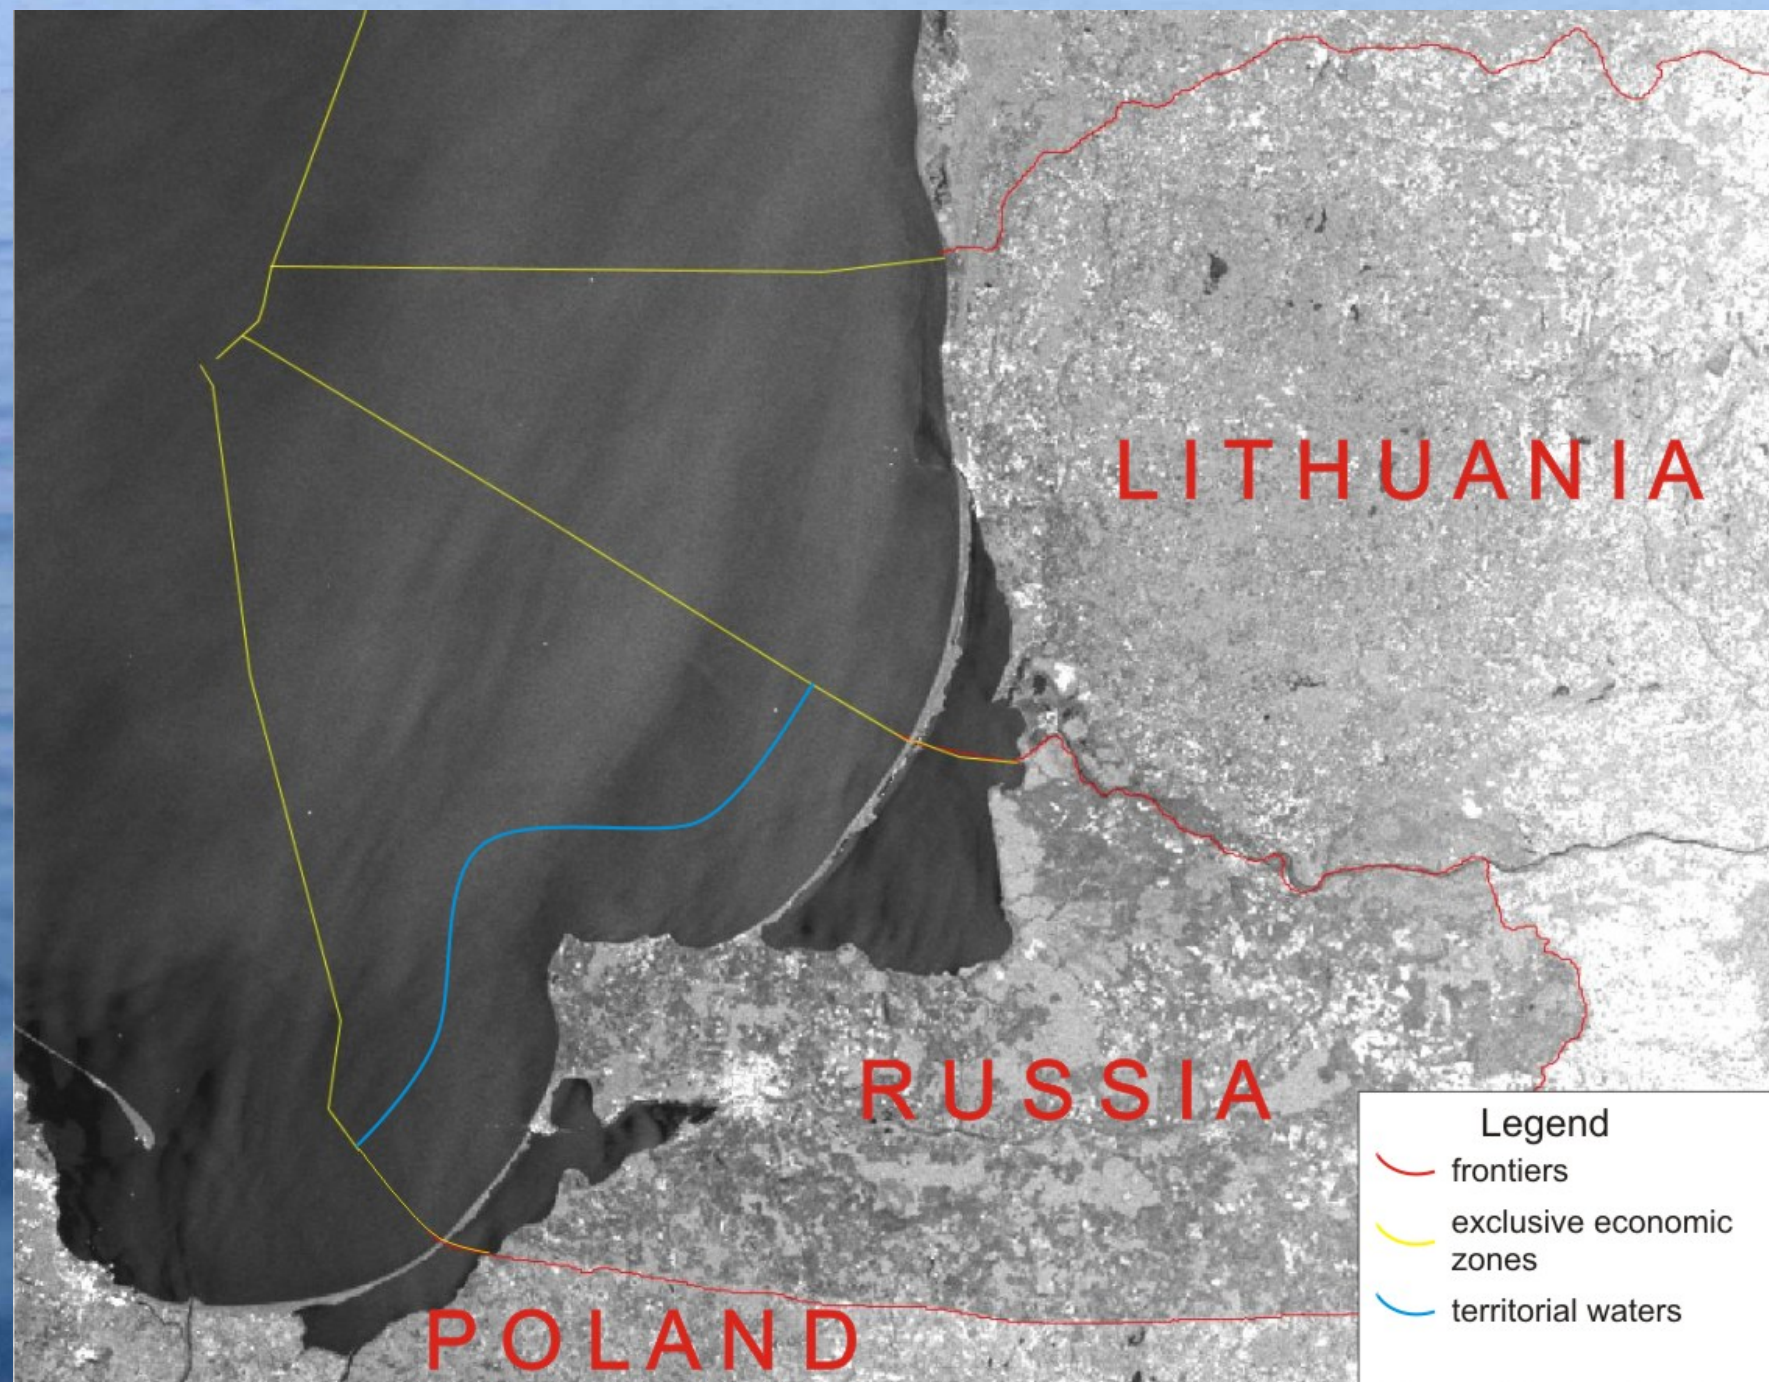 LITHUANIA
RUSSIA
POLAND
Legend
frontiers
exclusive economic
zones
territorial waters